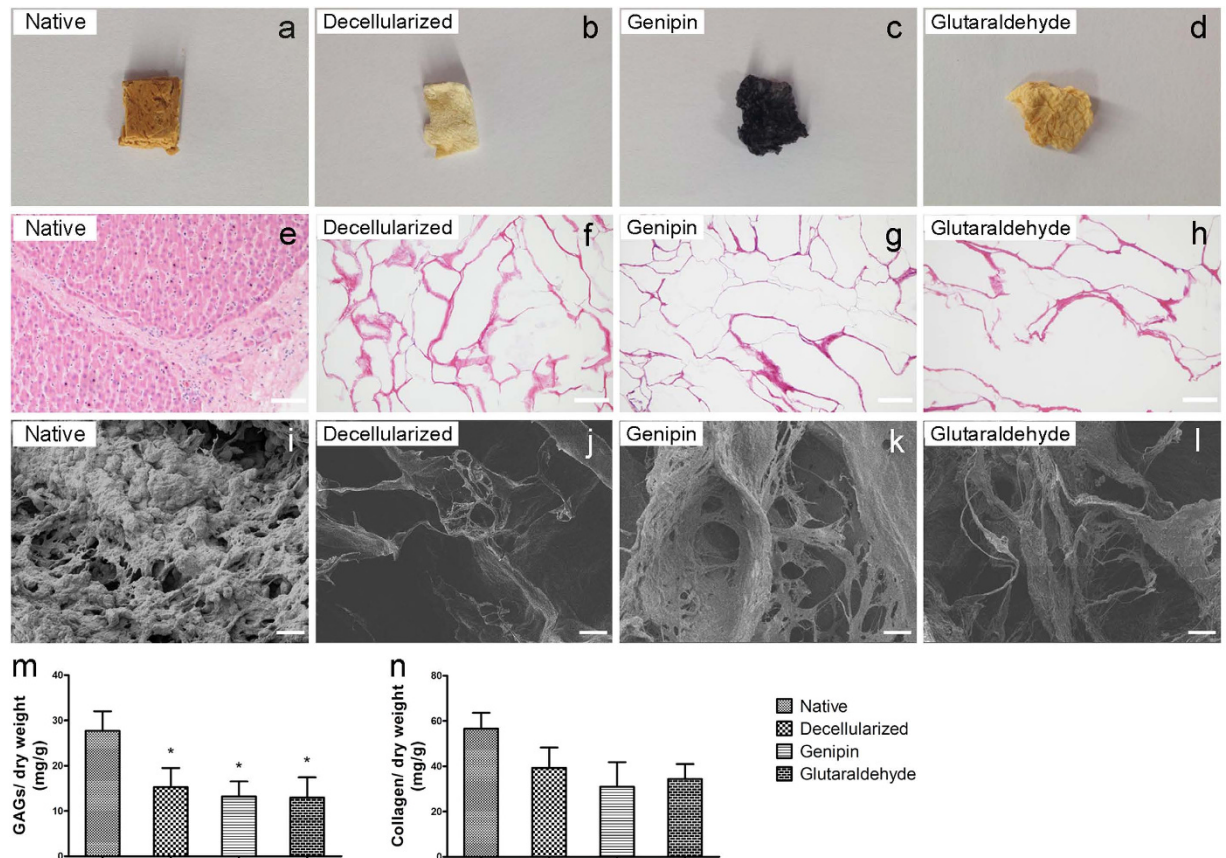 Native a
Decellularized b
Genipin c
Glutaraldehyde d
Native e
Decellularized f
Genipin g
Glutaraldehyde h
Native i
Decellularized j
Genipin k
Glutaraldehyde l
m
GAGs/ dry weight
(mg/g)
40
30
20
10
0
*
*
*
n
Collagen/ dry weight
(mg/g)
80
60
40
20
0
Native
Decellularized
Genipin
Glutaraldehyde